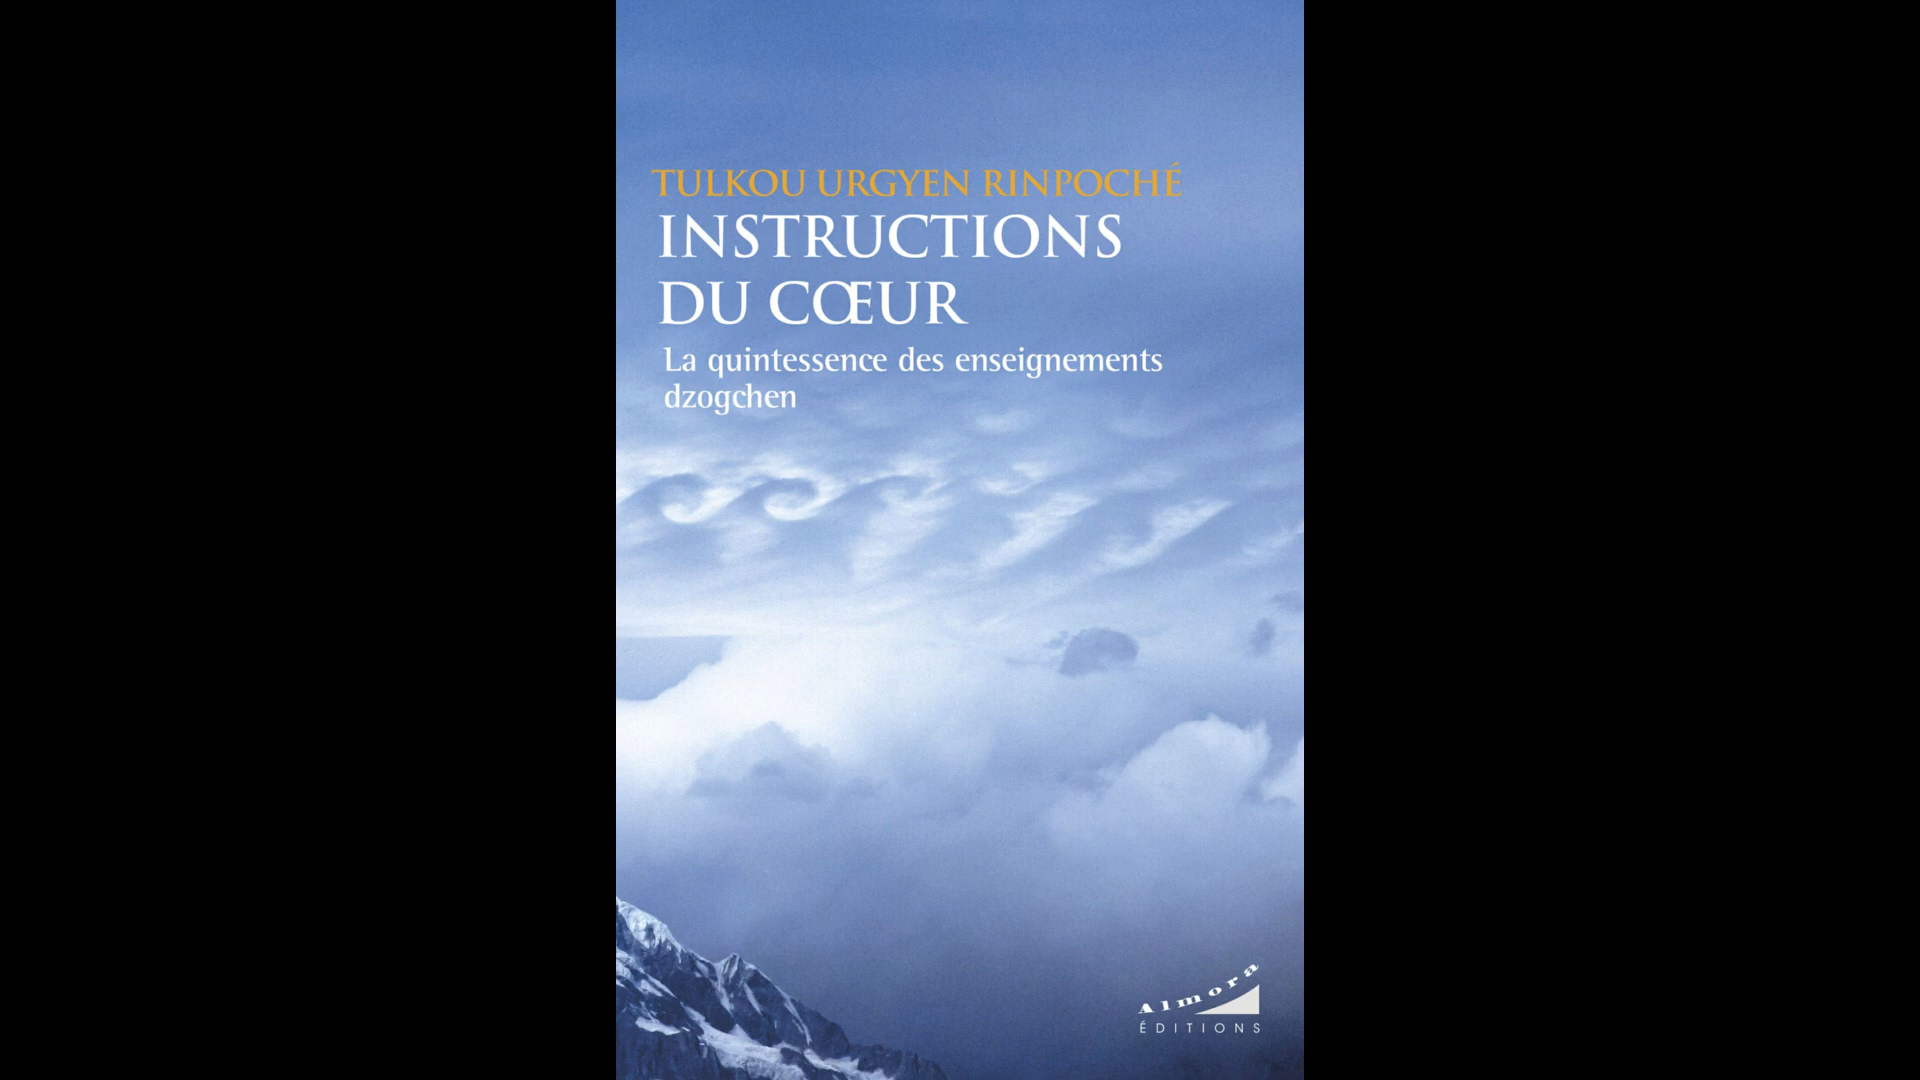 TULKOU URGYEN RINPOCHÉ
INSTRUCTIONS
DU CŒUR
La quintessence des enseignements
dzogchen
Almora
ÉDITIONS